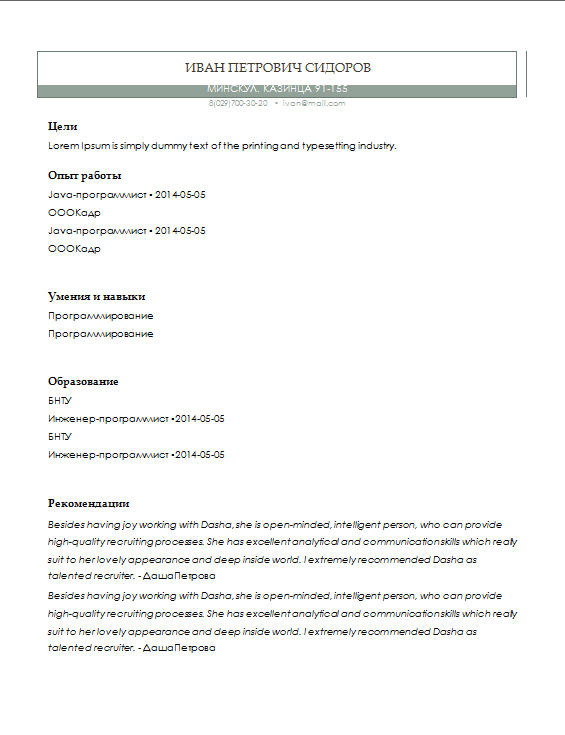 ИВАН ПЕТРОВИЧ СИДОРОВ
МИНСКУЛ. КАЗИНЦА 91-155
8(029)700-30-20 • ivan@mail.com
Цели
Lorem Ipsum is simply dummy text of the printing and typesetting industry.
Опыт работы
Java-программист • 2014-05-05
ОООКадр
Java-программист • 2014-05-05
ОООКадр
Умения и навыки
Программирование
Программирование
Образование
БНТУ
Инженер-программист •2014-05-05
БНТУ
Инженер-программист •2014-05-05
Рекомендации
Besides having joy working with Dasha, she is open-minded, intelligent person, who can provide
high-quality recruiting processes. She has excellent analytical and communication skills which really
suit to her lovely appearance and deep inside world. I extremely recommended Dasha as
talented recruiter. - ДашаПетрова
Besides having joy working with Dasha, she is open-minded, intelligent person, who can provide
high-quality recruiting processes. She has excellent analytical and communication skills which really
suit to her lovely appearance and deep inside world. I extremely recommended Dasha as
talented recruiter. - ДашаПетрова